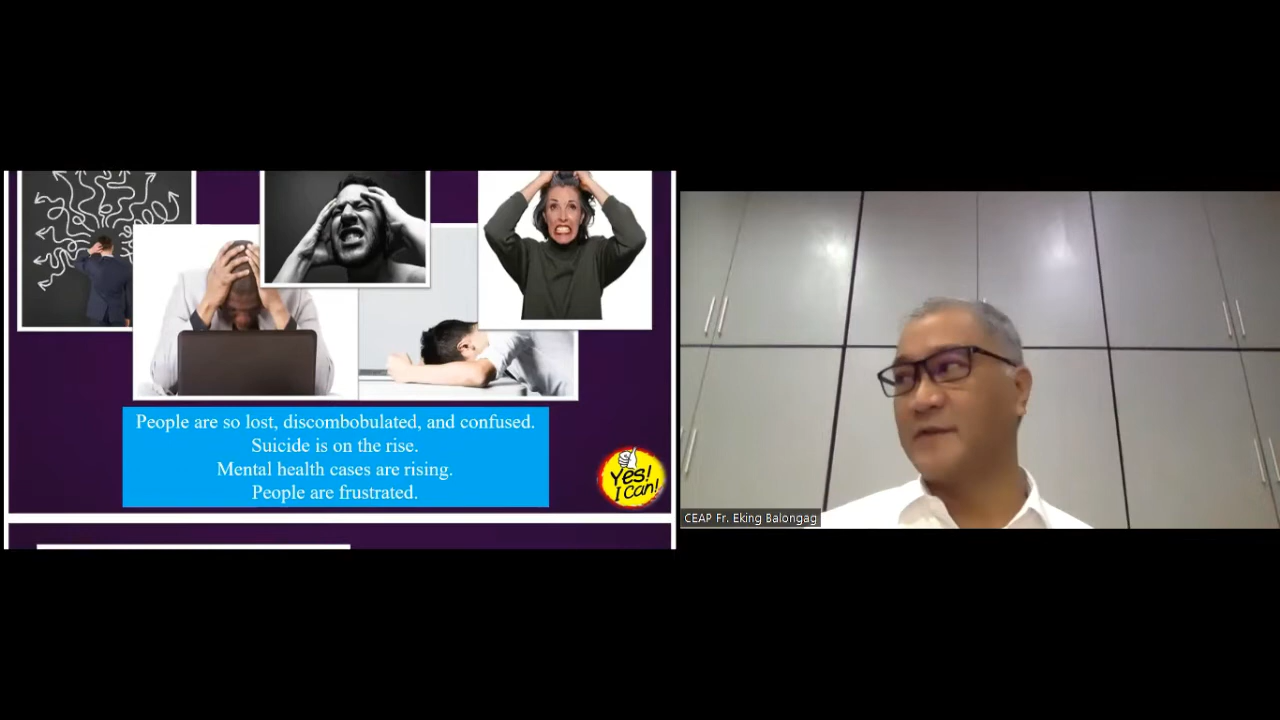 People are so lost, discombobulated, and confused.
Suicide is on the rise.
Mental health cases are rising.
People are frustrated.
Yes!
I can!
CEAP Fr. Eking Balongag